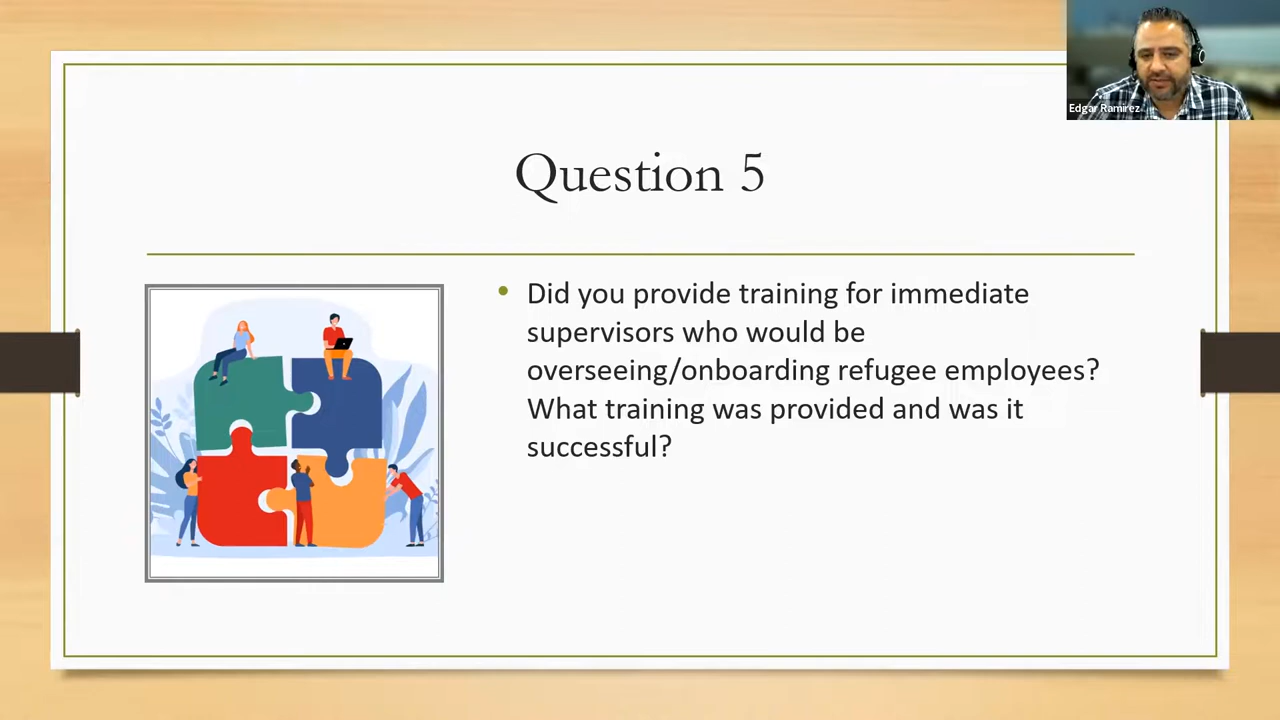 Edgar Ramirez
Question 5
• Did you provide training for immediate
supervisors who would be
overseeing/onboarding refugee employees?
What training was provided and was it
successful?